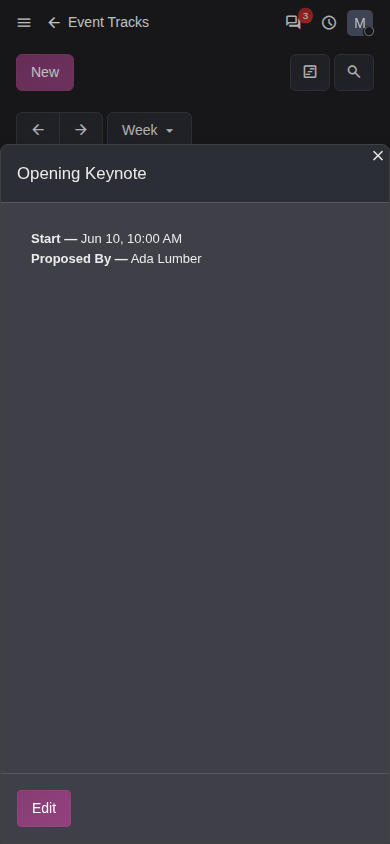 Event Tracks
3
M
New
Week
Opening Keynote
Start — Jun 10, 10:00 AM
Proposed By — Ada Lumber
Edit